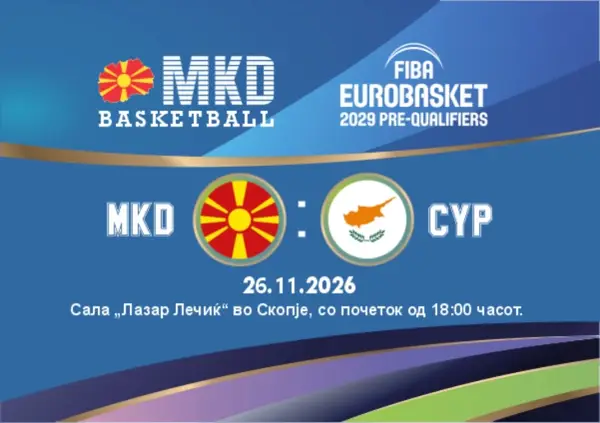 MKD
BASKETBALL
FIBA
EUROBASKET
2029 PRE-QUALIFIERS
MKD : CYP
26.11.2026
Сала „Лазар Лечиќ“ во Скопје, со почеток од 18:00 часот.